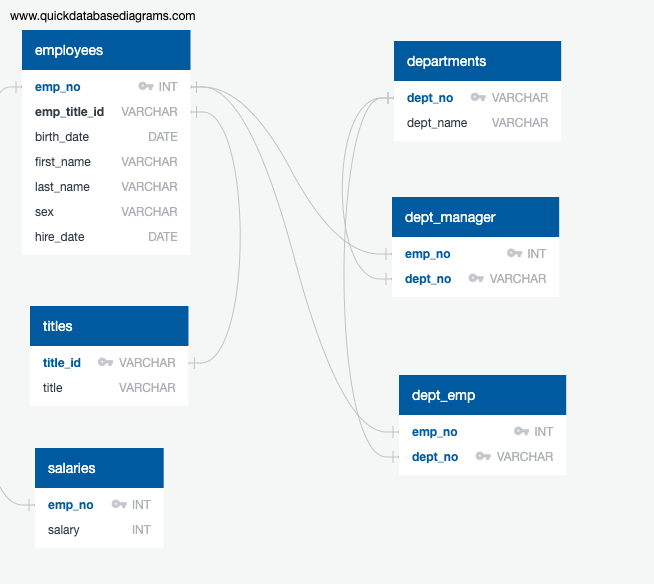 www.quickdatabasediagrams.com
employees
emp_no INT
emp_title_id VARCHAR
birth_date DATE
first_name VARCHAR
last_name VARCHAR
sex VARCHAR
hire_date DATE
titles
title_id VARCHAR
title VARCHAR
salaries
emp_no INT
salary INT
departments
dept_no VARCHAR
dept_name VARCHAR
dept_manager
emp_no INT
dept_no VARCHAR
dept_emp
emp_no INT
dept_no VARCHAR